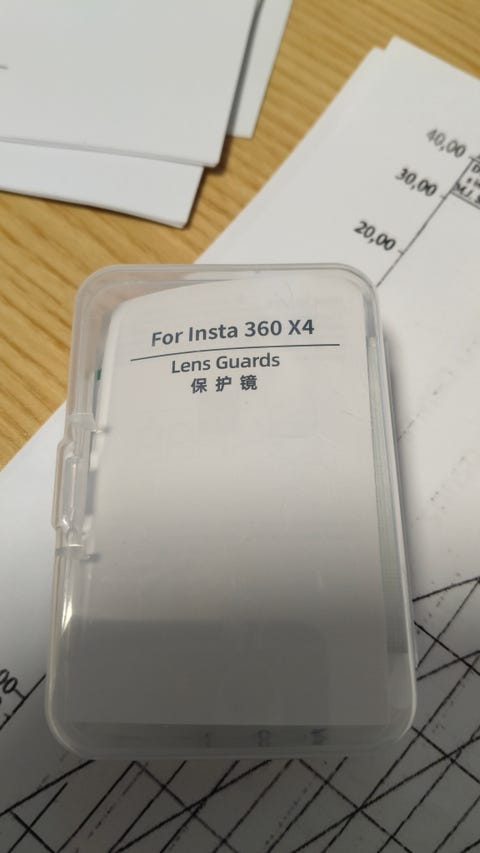 For Insta 360 X4
Lens Guards
保护镜
40,00
30,00
20,00